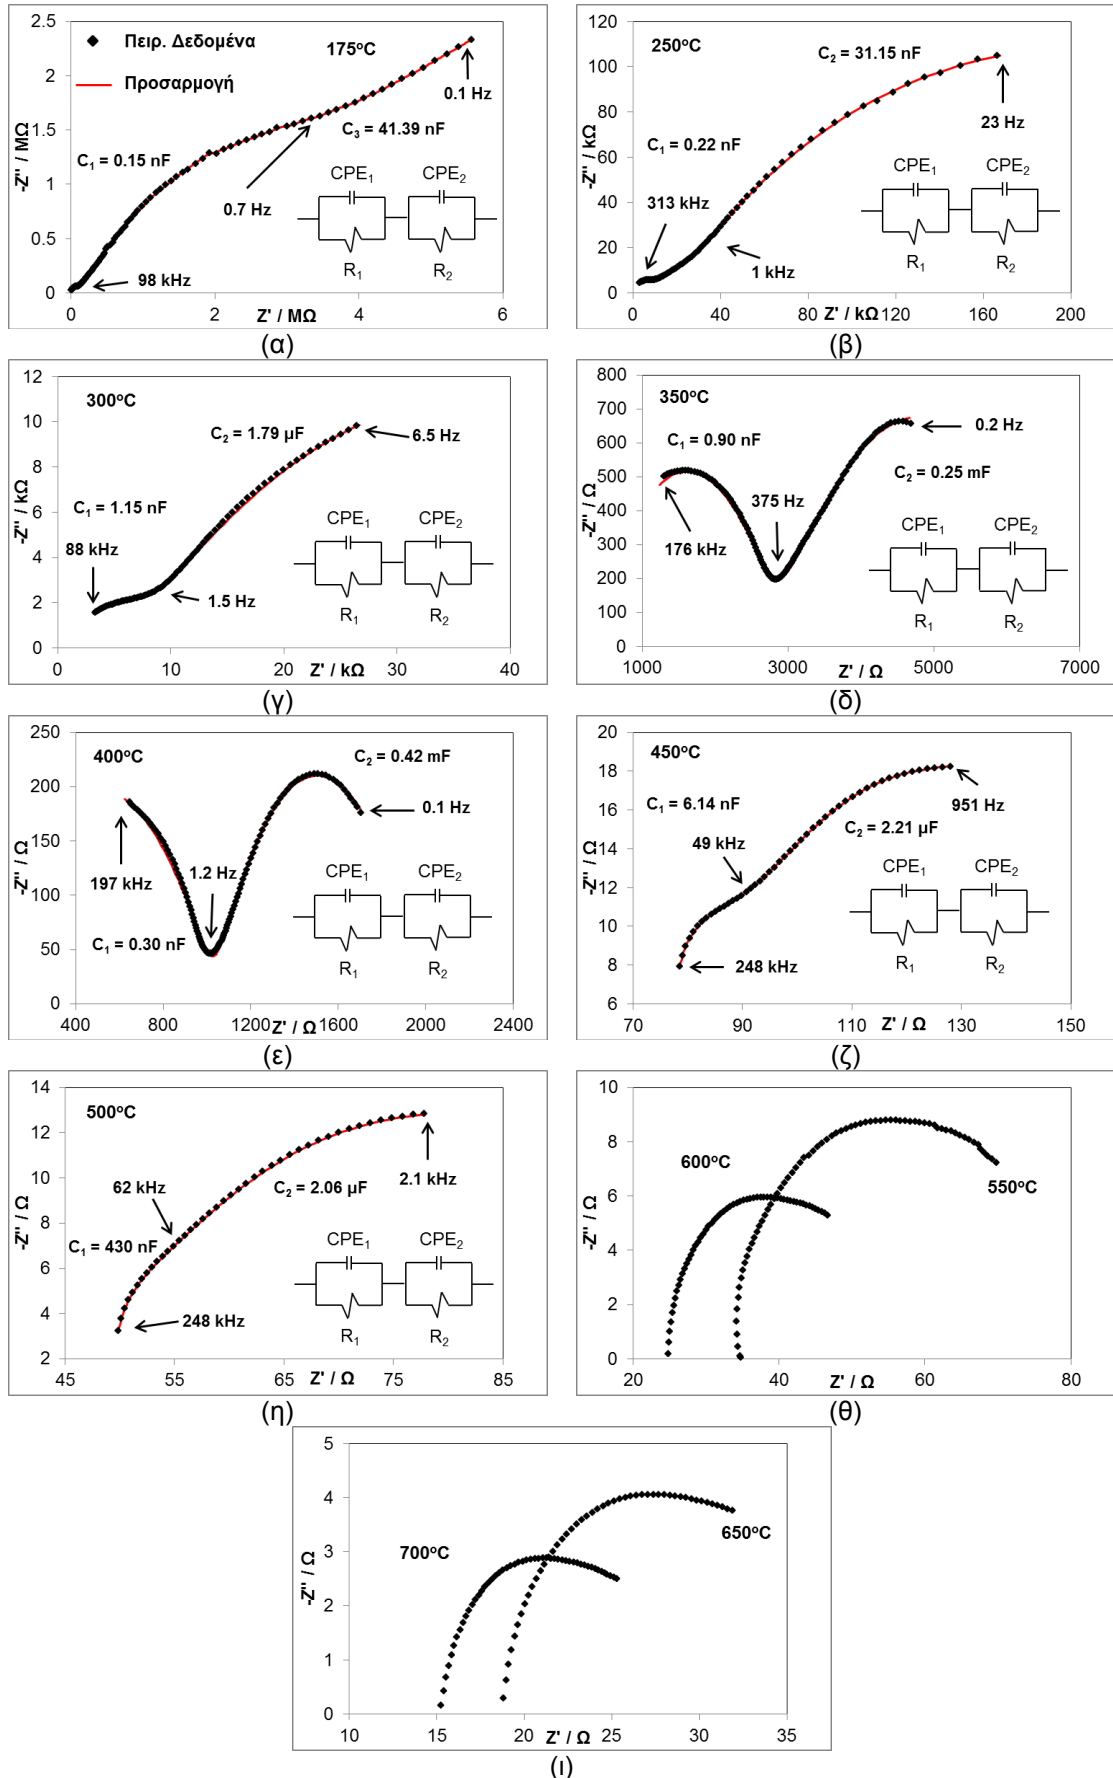 2.5
2
1.5
1
0.5
0
-Z'' / MΩ
Πειρ. Δεδομένα
Προσαρμογή
175°C
0.1 Hz
C₃ = 41.39 nF
C₁ = 0.15 nF
0.7 Hz
98 kHz
CPE₁ CPE₂
R₁ R₂
0 2 4 6
Z' / MΩ
(α)
120
100
80
60
40
20
0
-Z'' / kΩ
250°C
C₂ = 31.15 nF
23 Hz
C₁ = 0.22 nF
313 kHz
1 kHz
CPE₁ CPE₂
R₁ R₂
0 40 80 120 160 200
Z' / kΩ
(β)
12
10
8
6
4
2
0
-Z'' / kΩ
300°C
C₂ = 1.79 μF
6.5 Hz
C₁ = 1.15 nF
88 kHz
1.5 Hz
CPE₁ CPE₂
R₁ R₂
0 10 20 30 40
Z' / kΩ
(γ)
800
700
600
500
400
300
200
100
0
-Z'' / Ω
350°C
C₁ = 0.90 nF
0.2 Hz
C₂ = 0.25 mF
375 Hz
176 kHz
CPE₁ CPE₂
R₁ R₂
1000 3000 5000 7000
Z' / Ω
(δ)
250
200
150
100
50
0
-Z'' / Ω
400°C
C₂ = 0.42 mF
0.1 Hz
1.2 Hz
197 kHz
C₁ = 0.30 nF
CPE₁ CPE₂
R₁ R₂
400 800 1200 1600 2000 2400
Z' / Ω
(ε)
20
18
16
14
12
10
8
6
-Z'' / Ω
450°C
C₁ = 6.14 nF
951 Hz
C₂ = 2.21 μF
49 kHz
248 kHz
CPE₁ CPE₂
R₁ R₂
70 90 110 130 150
Z' / Ω
(ζ)
14
12
10
8
6
4
2
-Z'' / Ω
500°C
2.1 kHz
C₂ = 2.06 μF
62 kHz
C₁ = 430 nF
248 kHz
CPE₁ CPE₂
R₁ R₂
45 55 65 75 85
Z' / Ω
(η)
10
8
6
4
2
0
-Z'' / Ω
600°C
550°C
20 40 60 80
Z' / Ω
(θ)
5
4
3
2
1
0
-Z'' / Ω
700°C
650°C
10 15 20 25 30 35
Z' / Ω
(ι)